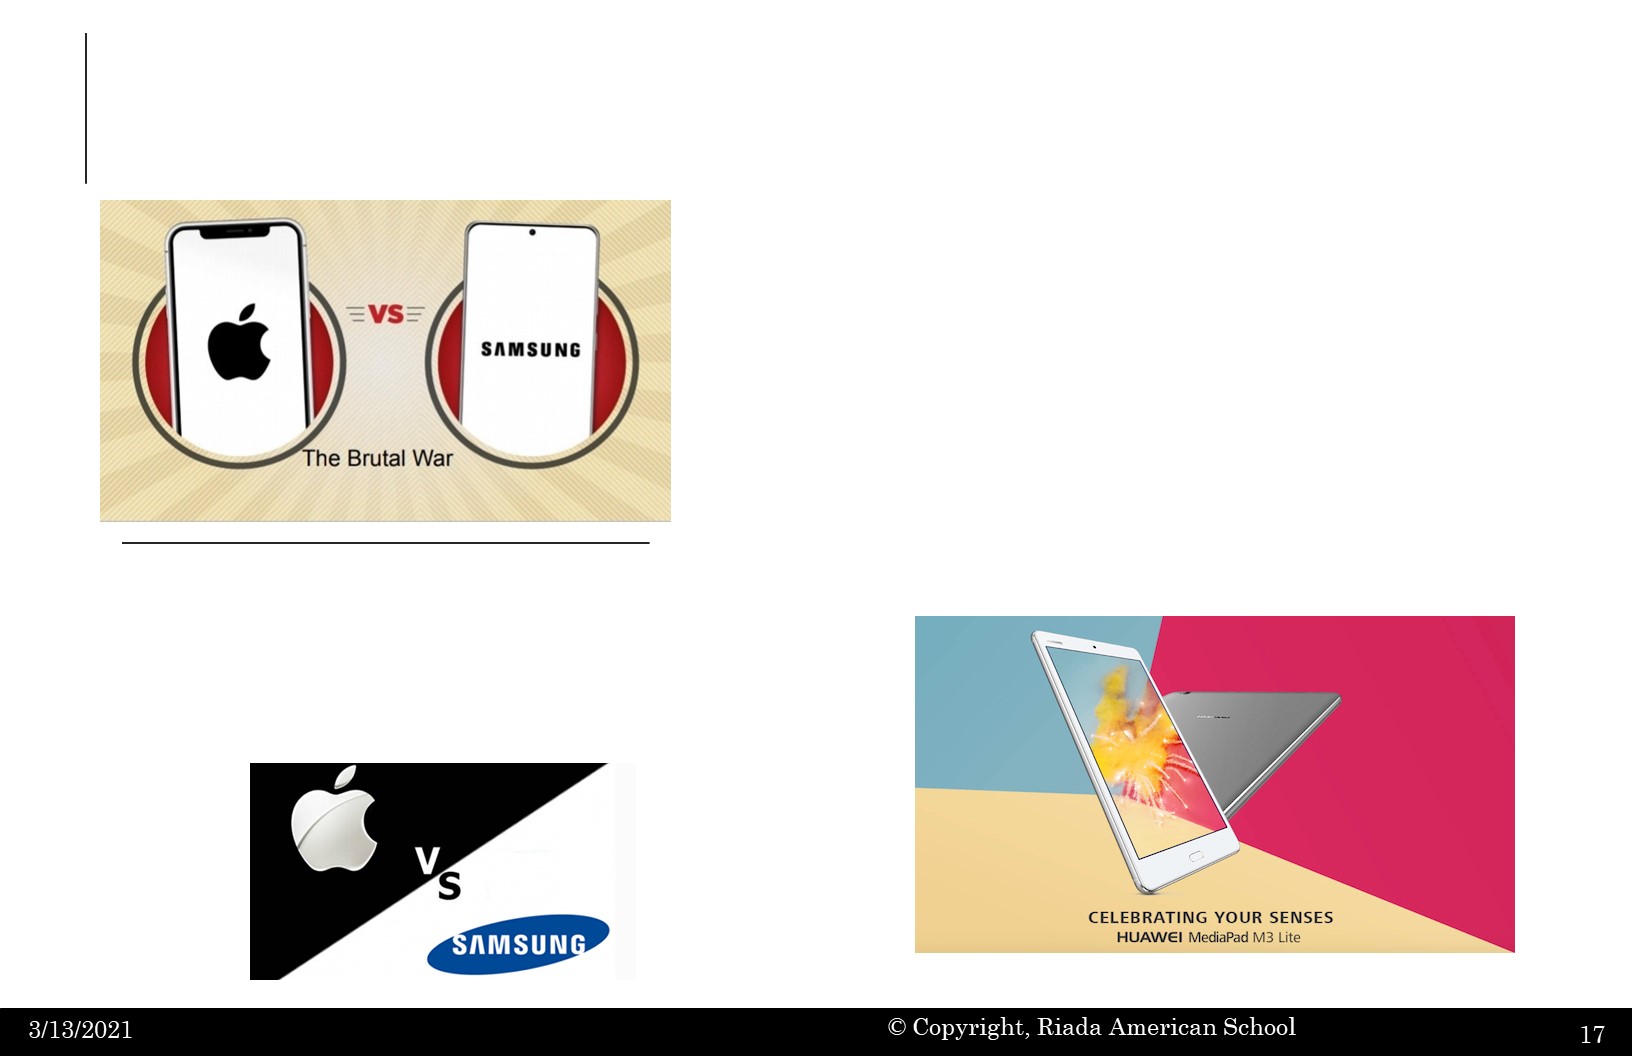 VS
SAMSUNG
The Brutal War
VS
SAMSUNG
CELEBRATING YOUR SENSES
HUAWEI MediaPad M3 Lite
3/13/2021
© Copyright, Riada American School
17